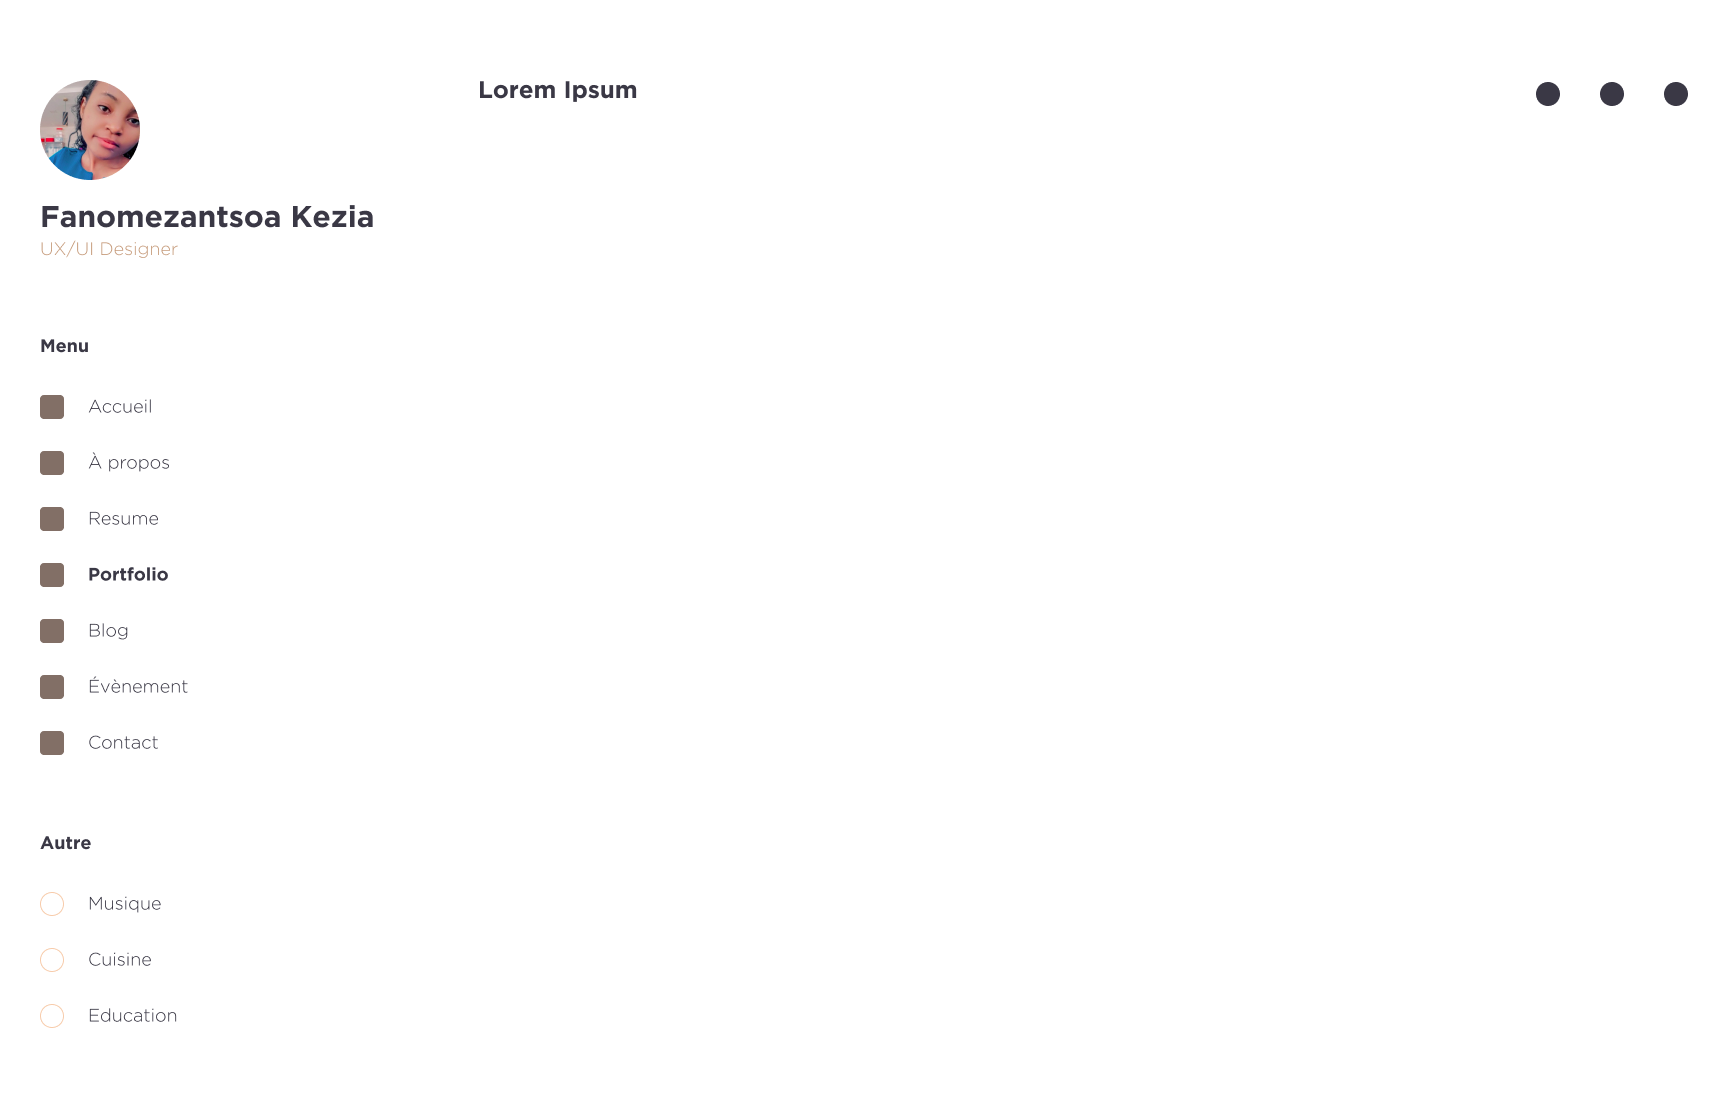 Lorem Ipsum
Fanomezantsoa Kezia
UX/UI Designer
Menu
Accueil
À propos
Resume
Portfolio
Blog
Évènement
Contact
Autre
Musique
Cuisine
Education